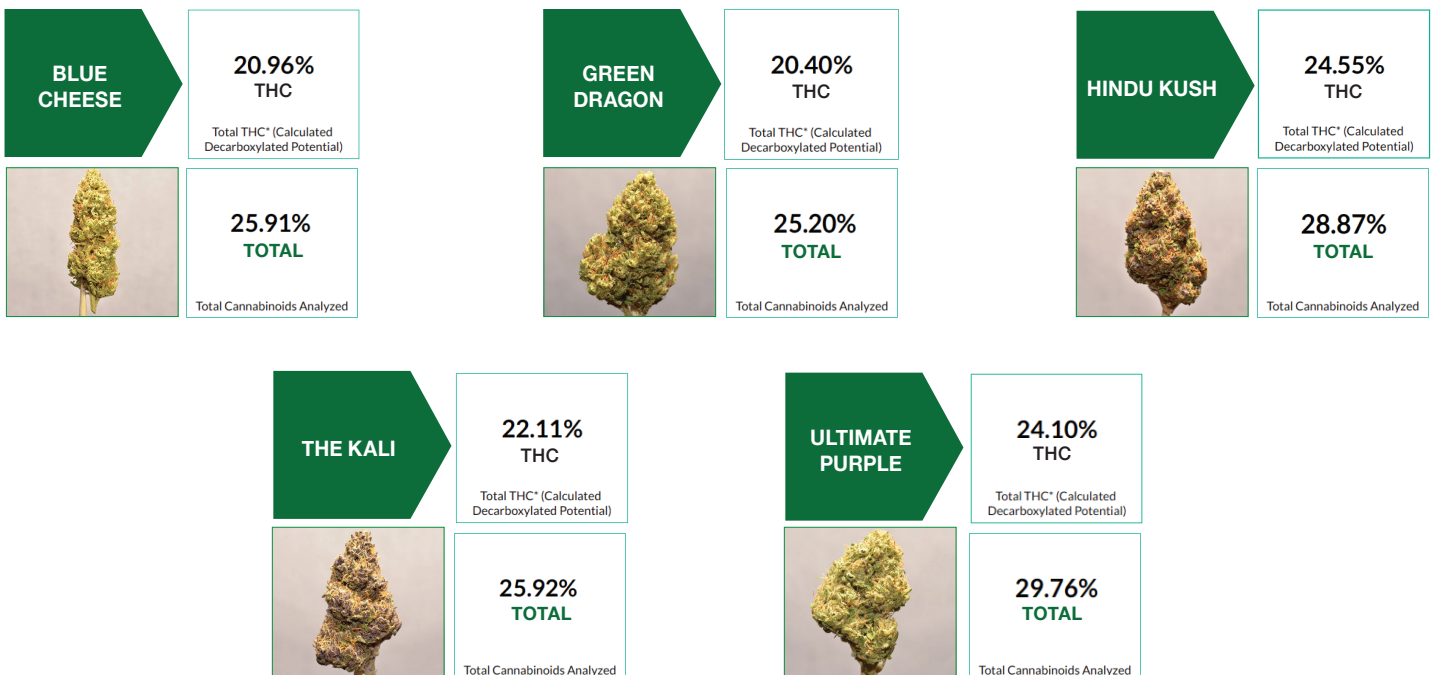 BLUE
CHEESE
20.96%
THC
Total THC* (Calculated
Decarboxylated Potential)
25.91%
TOTAL
Total Cannabinoids Analyzed
GREEN
DRAGON
20.40%
THC
Total THC* (Calculated
Decarboxylated Potential)
25.20%
TOTAL
Total Cannabinoids Analyzed
HINDU KUSH
24.55%
THC
Total THC* (Calculated
Decarboxylated Potential)
28.87%
TOTAL
Total Cannabinoids Analyzed
THE KALI
22.11%
THC
Total THC* (Calculated
Decarboxylated Potential)
25.92%
TOTAL
Total Cannabinoids Analyzed
ULTIMATE
PURPLE
24.10%
THC
Total THC* (Calculated
Decarboxylated Potential)
29.76%
TOTAL
Total Cannabinoids Analyzed